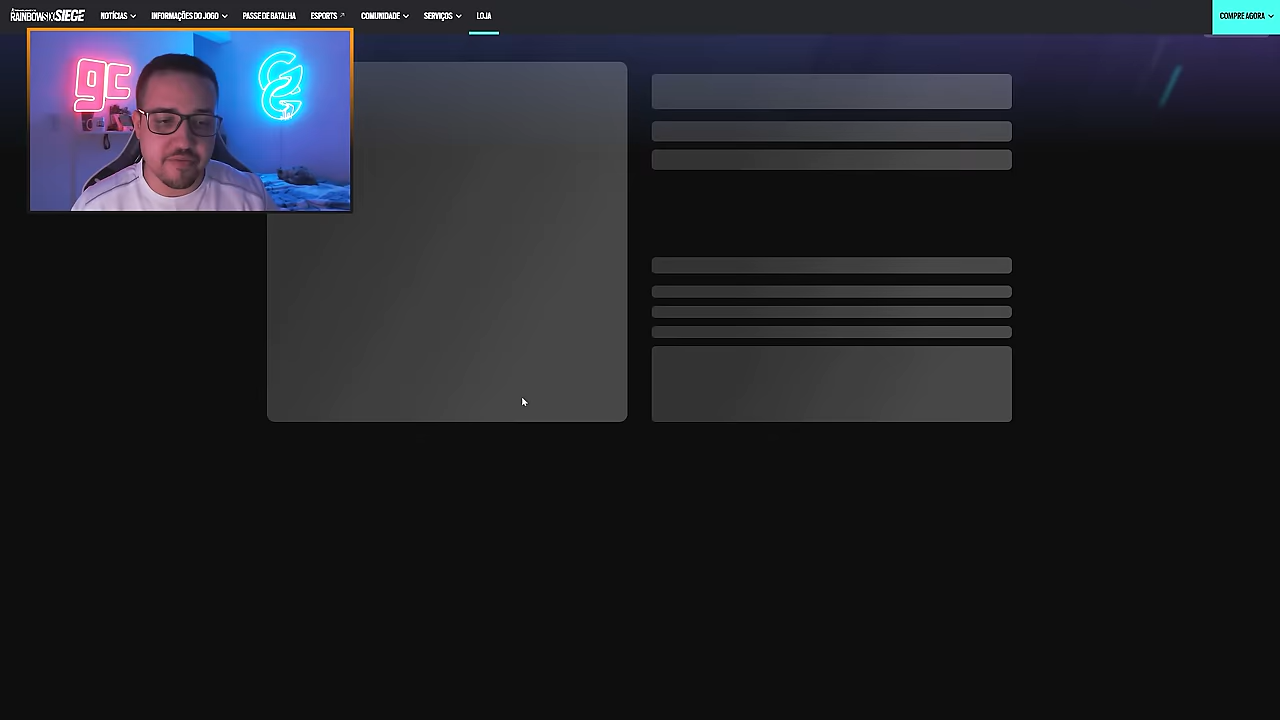 RAINBOW SIX SIEGE
NOTÍCIAS
INFORMAÇÕES DO JOGO
PASSE DE BATALHA
ESPORTS
COMUNIDADE
SERVIÇOS
LOJA
COMPRE AGORA
gc